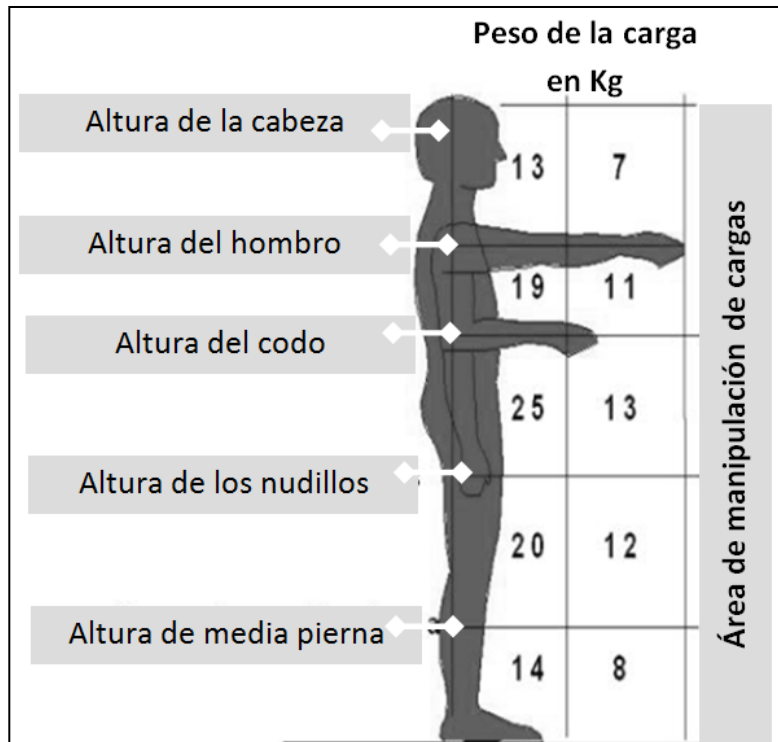 Peso de la carga
en Kg
Altura de la cabeza
13 7
Altura del hombro
19 11
Altura del codo
25 13
Altura de los nudillos
20 12
Altura de media pierna
14 8
Área de manipulación de cargas